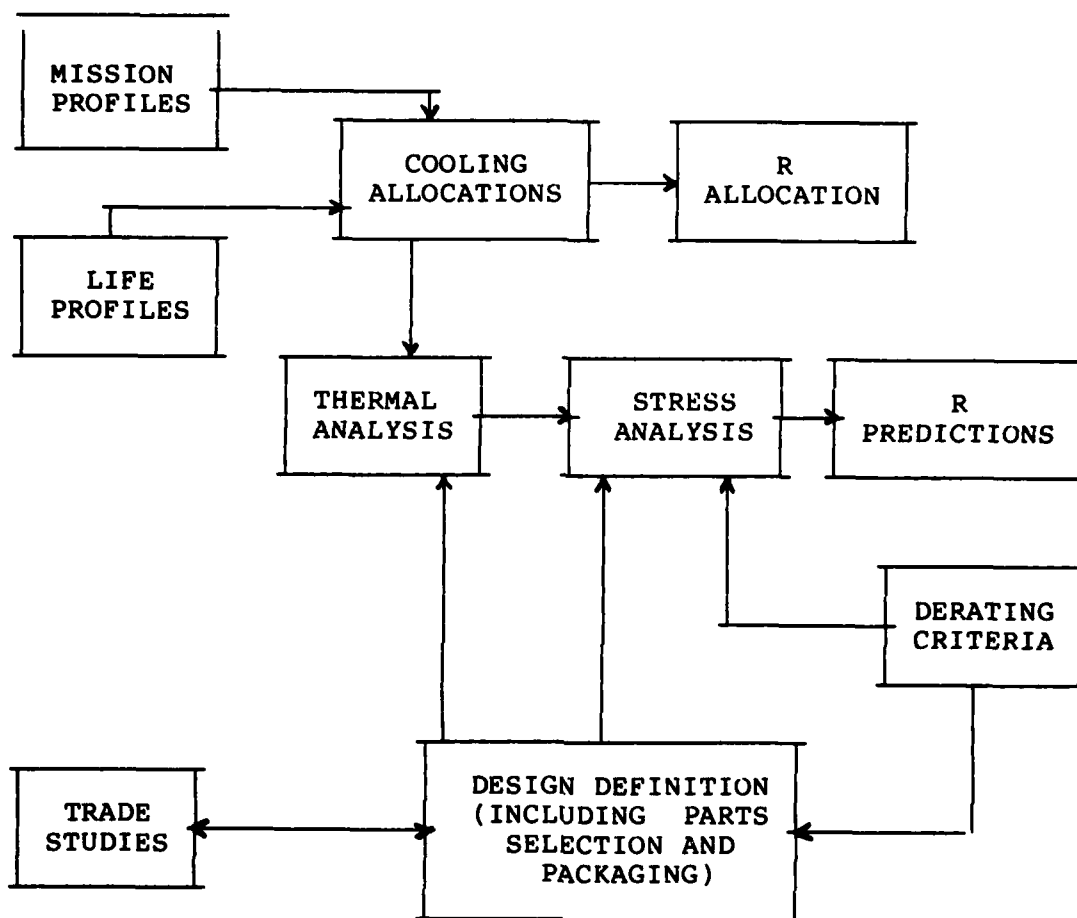 MISSION
PROFILES
COOLING
ALLOCATIONS
R
ALLOCATION
LIFE
PROFILES
THERMAL
ANALYSIS
STRESS
ANALYSIS
R
PREDICTIONS
DERATING
CRITERIA
TRADE
STUDIES
DESIGN DEFINITION
(INCLUDING PARTS
SELECTION AND
PACKAGING)